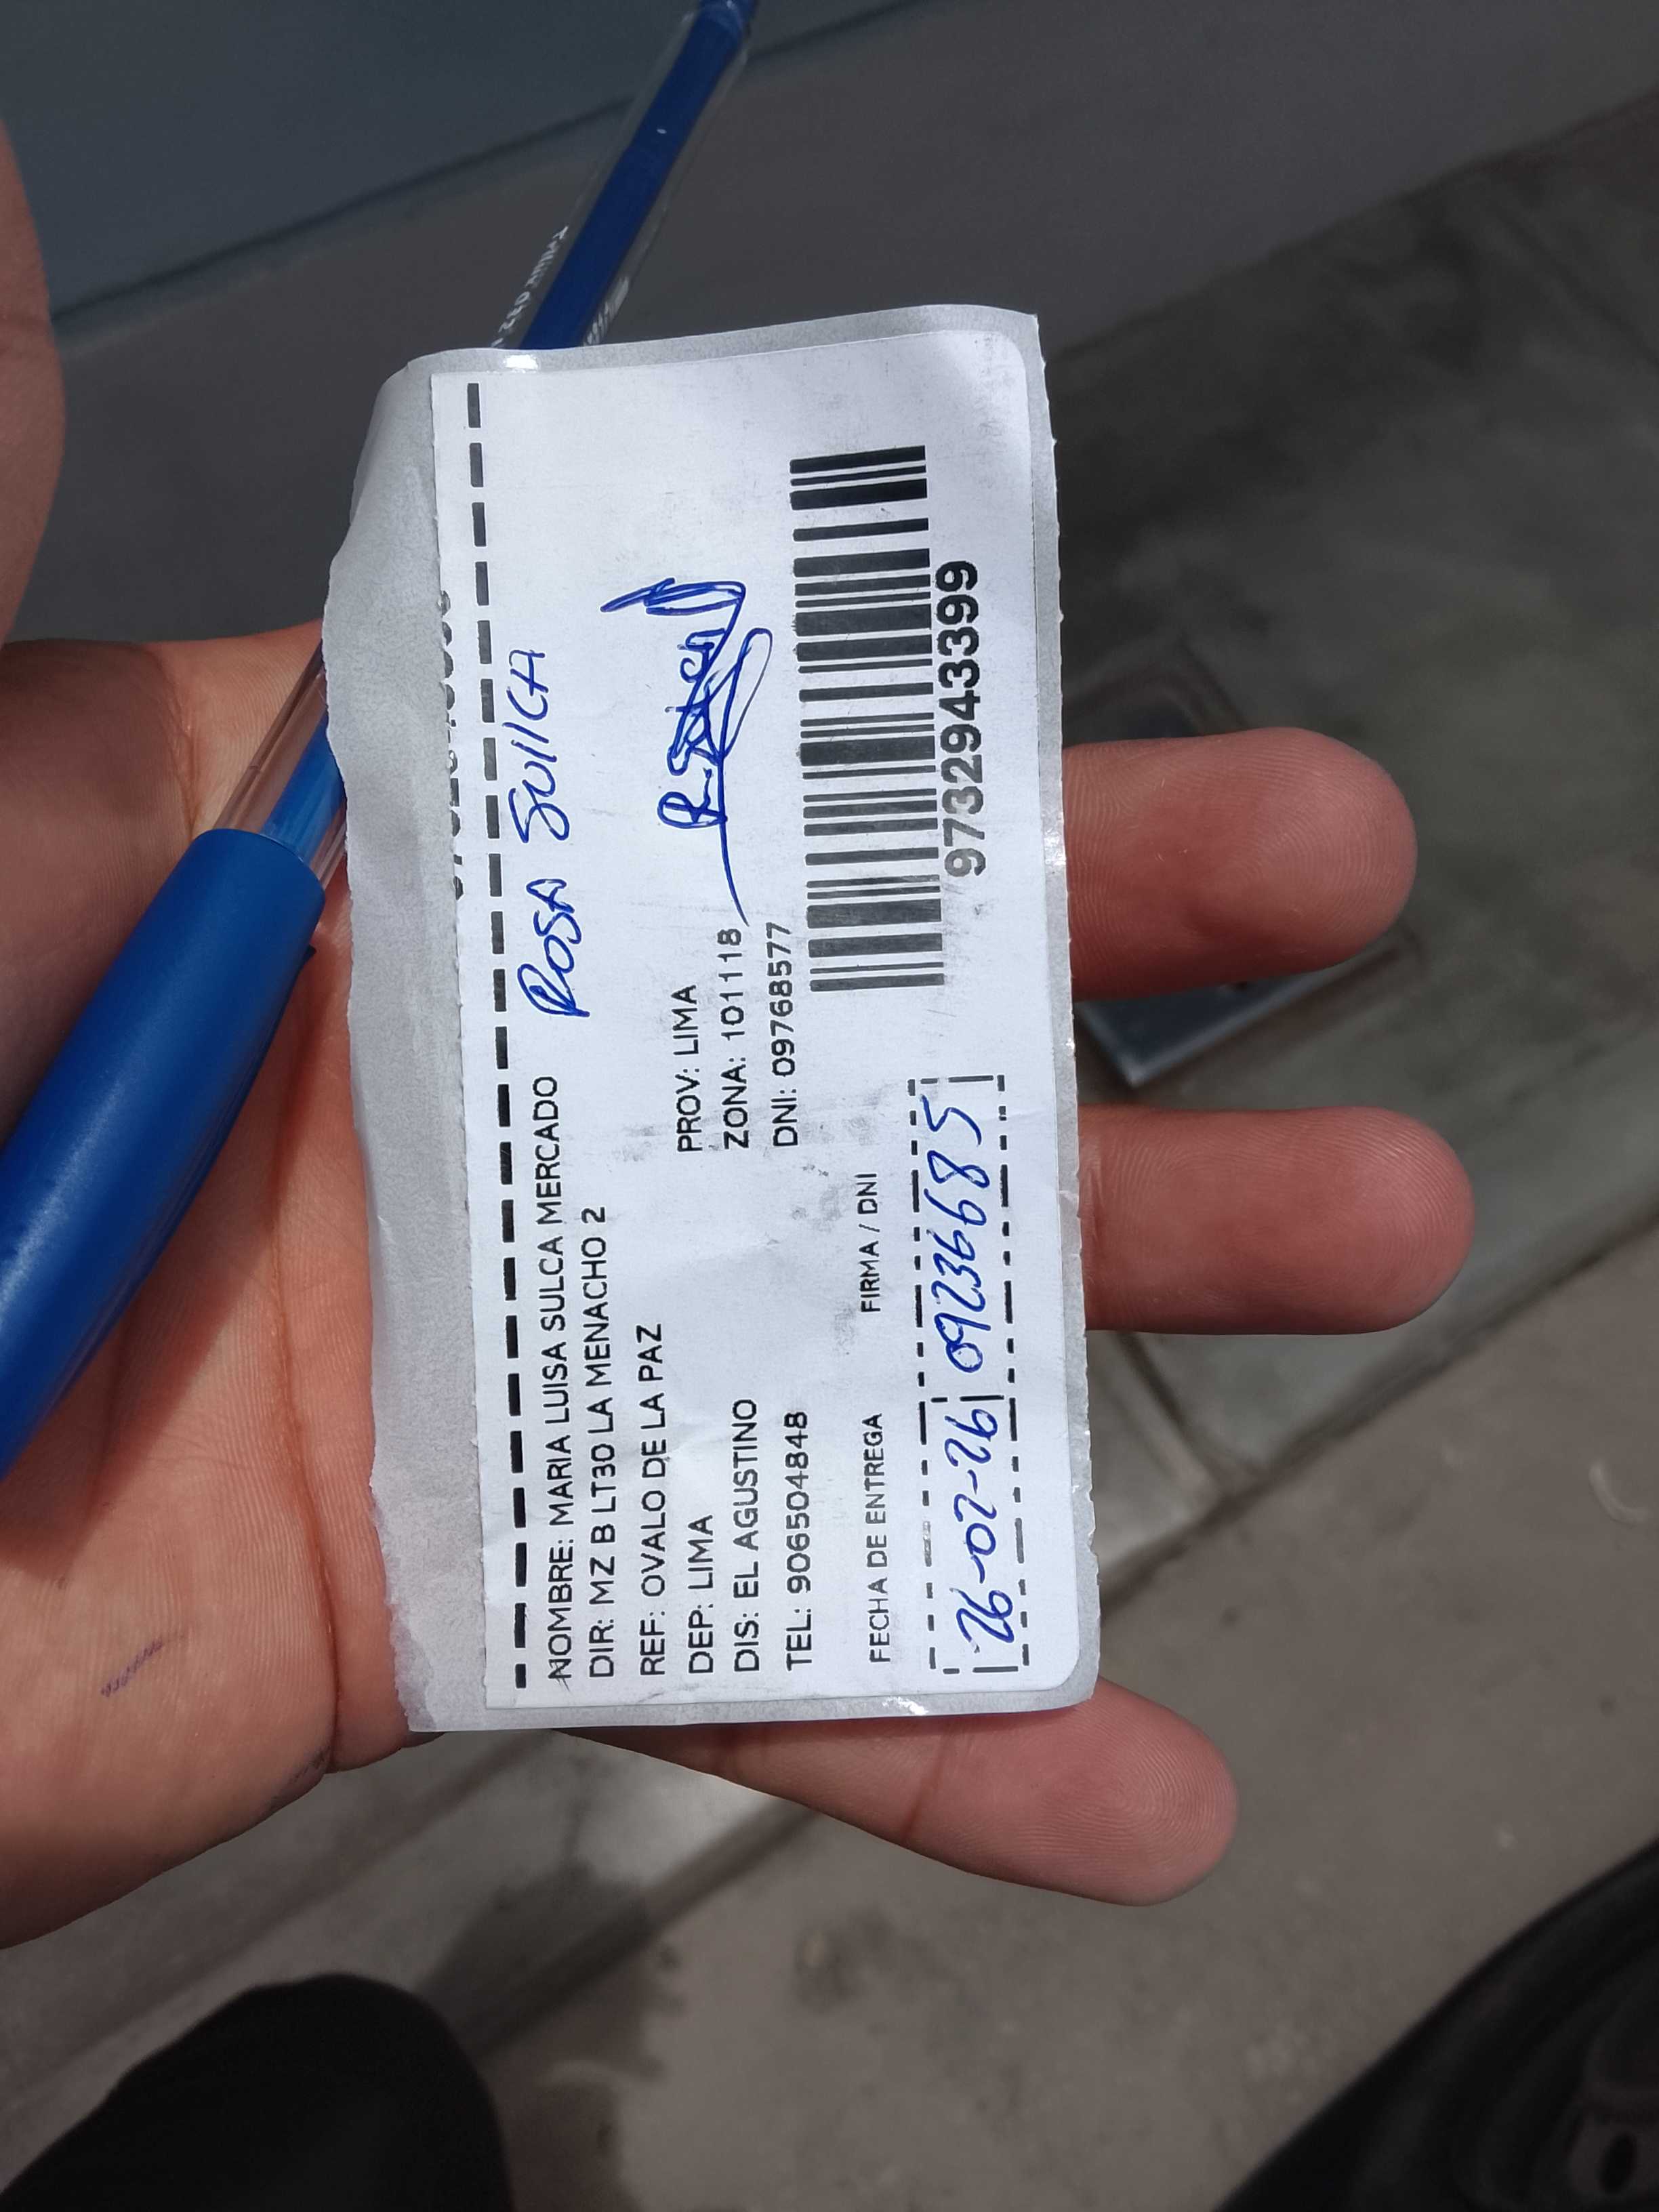 NOMBRE: MARIA LUISA SULCA MERCADO
ROSA SUlCA
DIR: MZ B LT30 LA MENACHO 2
REF: OVALO DE LA PAZ
DEP: LIMA PROV: LIMA
DIS: EL AGUSTINO ZONA: 101118
TEL: 906504848 DNI: 09768577
FECHA DE ENTREGA FIRMA / DNI
26-02-26 09236685
9732943399